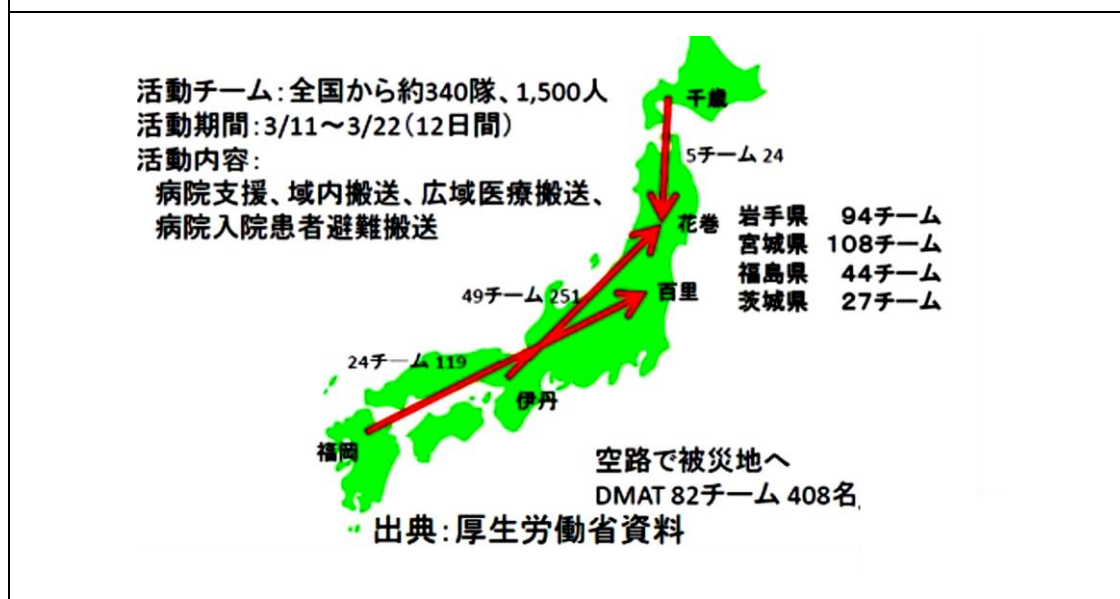 活動チーム：全国から約340隊、1,500人
活動期間：3/11～3/22（12日間）
活動内容：
病院支援、域内搬送、広域医療搬送、
病院入院患者避難搬送
千歳
5チーム 24
花巻
岩手県 94チーム
宮城県 108チーム
福島県 44チーム
茨城県 27チーム
49チーム 251
百里
24チーム 119
伊丹
福岡
空路で被災地へ
DMAT 82チーム 408名
出典：厚生労働省資料